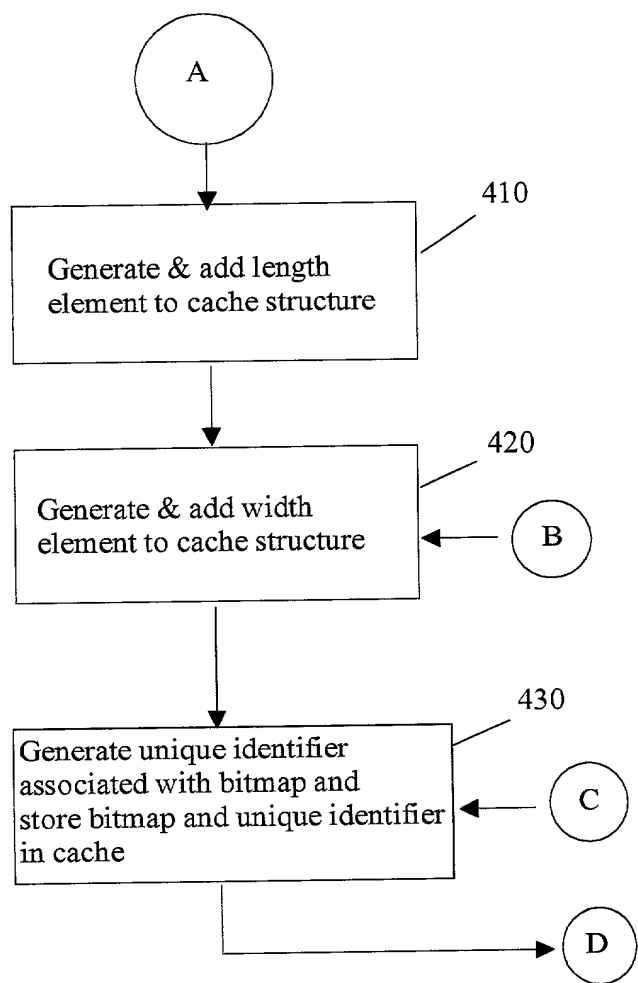 A
410
Generate & add length
element to cache structure
420
Generate & add width
element to cache structure
B
430
Generate unique identifier
associated with bitmap and
store bitmap and unique identifier
in cache
C
D